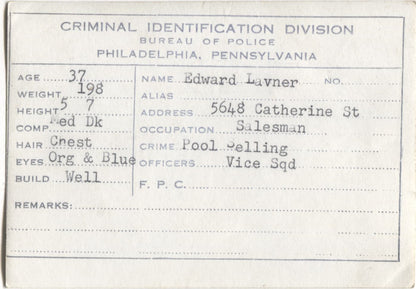 CRIMINAL IDENTIFICATION DIVISION
BUREAU OF POLICE
PHILADELPHIA, PENNSYLVANIA
AGE 37
WEIGHT 198
HEIGHT 5 7
COMP. Med Dk
HAIR Chest
EYES Org & Blue
BUILD Well
NAME Edward Lavner NO.
ALIAS
ADDRESS 5648 Catherine St
OCCUPATION Salesman
CRIME Pool Selling
OFFICERS Vice Sqd
F. P. C.
REMARKS: